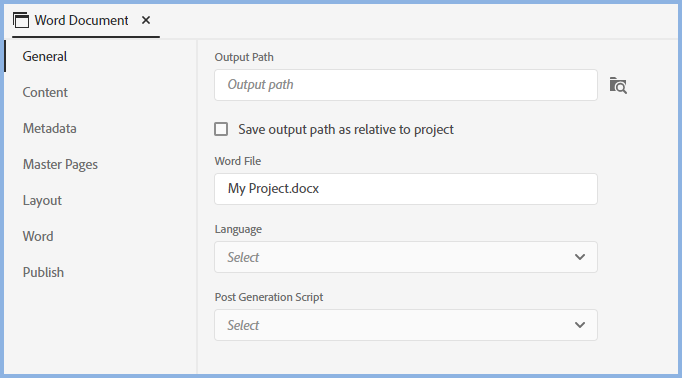 Word Document
General
Content
Metadata
Master Pages
Layout
Word
Publish
Output Path
Output path
Save output path as relative to project
Word File
My Project.docx
Language
Select
Post Generation Script
Select